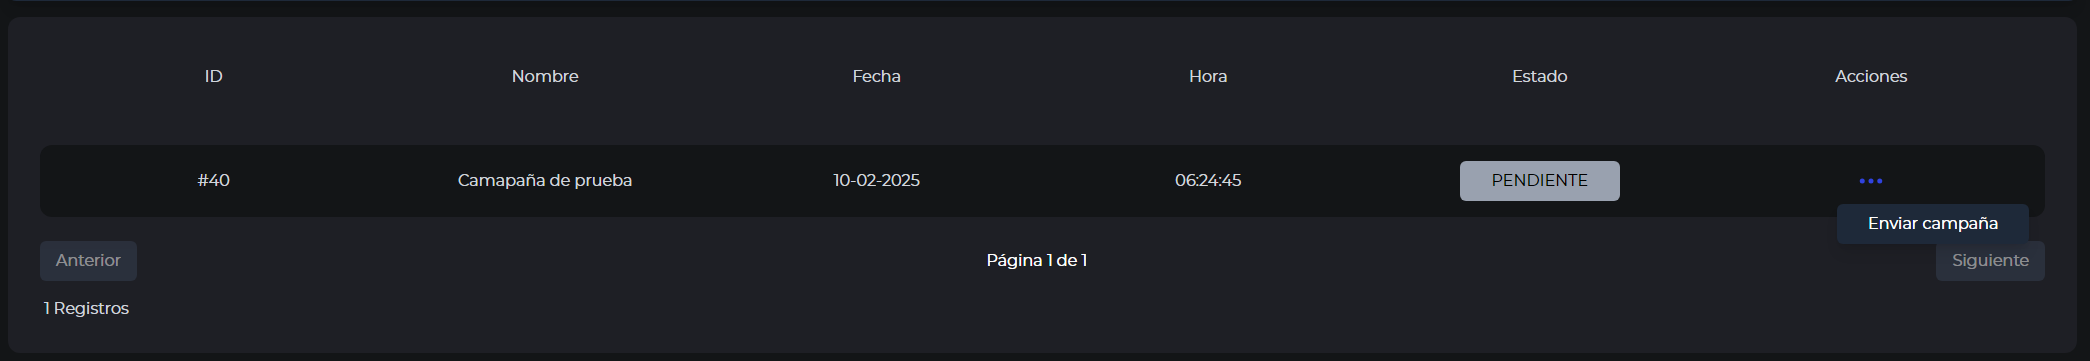 ID Nombre Fecha Hora Estado Acciones
#40 Camapaña de prueba 10-02-2025 06:24:45 PENDIENTE
Enviar campaña
Anterior Página 1 de 1 Siguiente
1 Registros